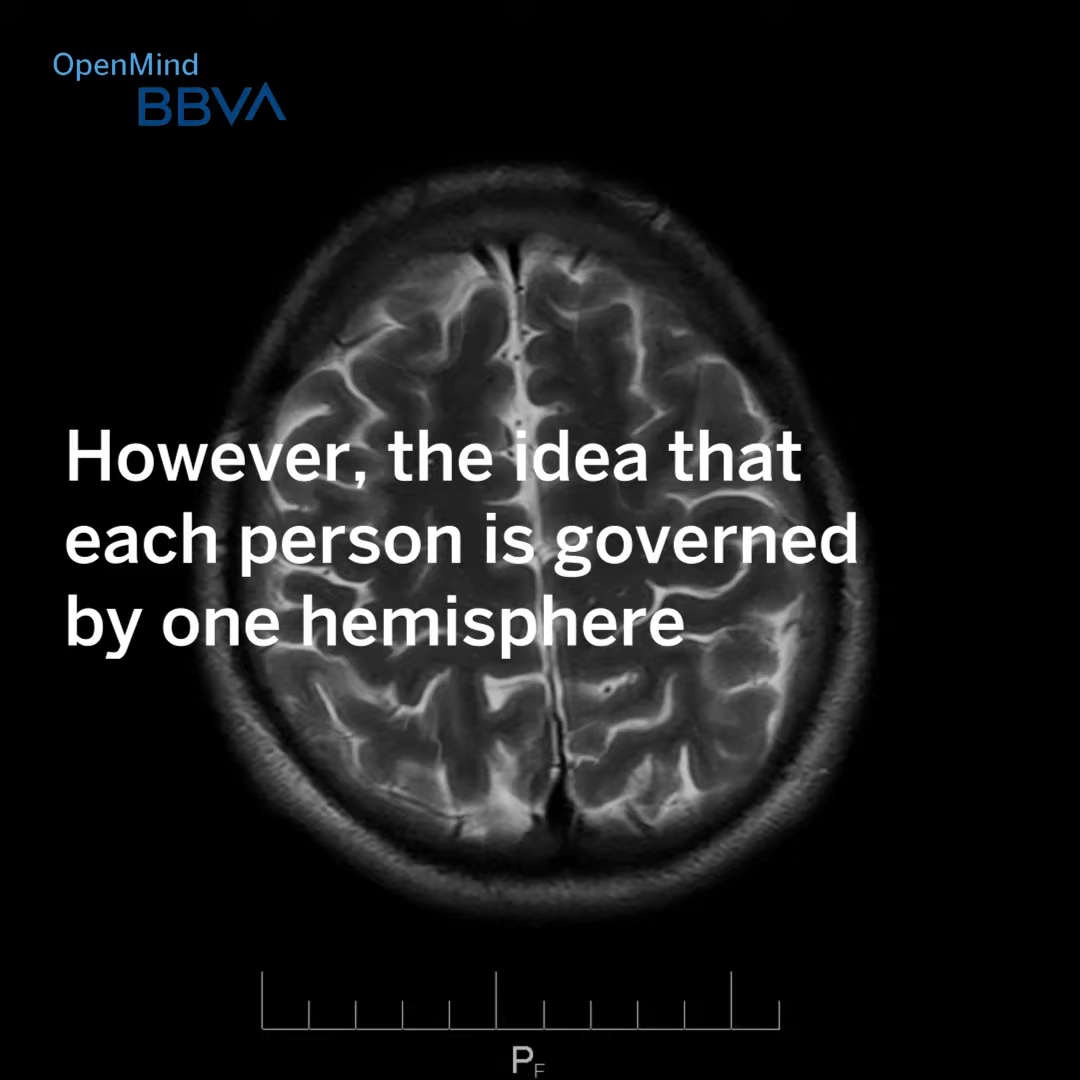 OpenMind
BBVA
However, the idea that
each person is governed
by one hemisphere
PF